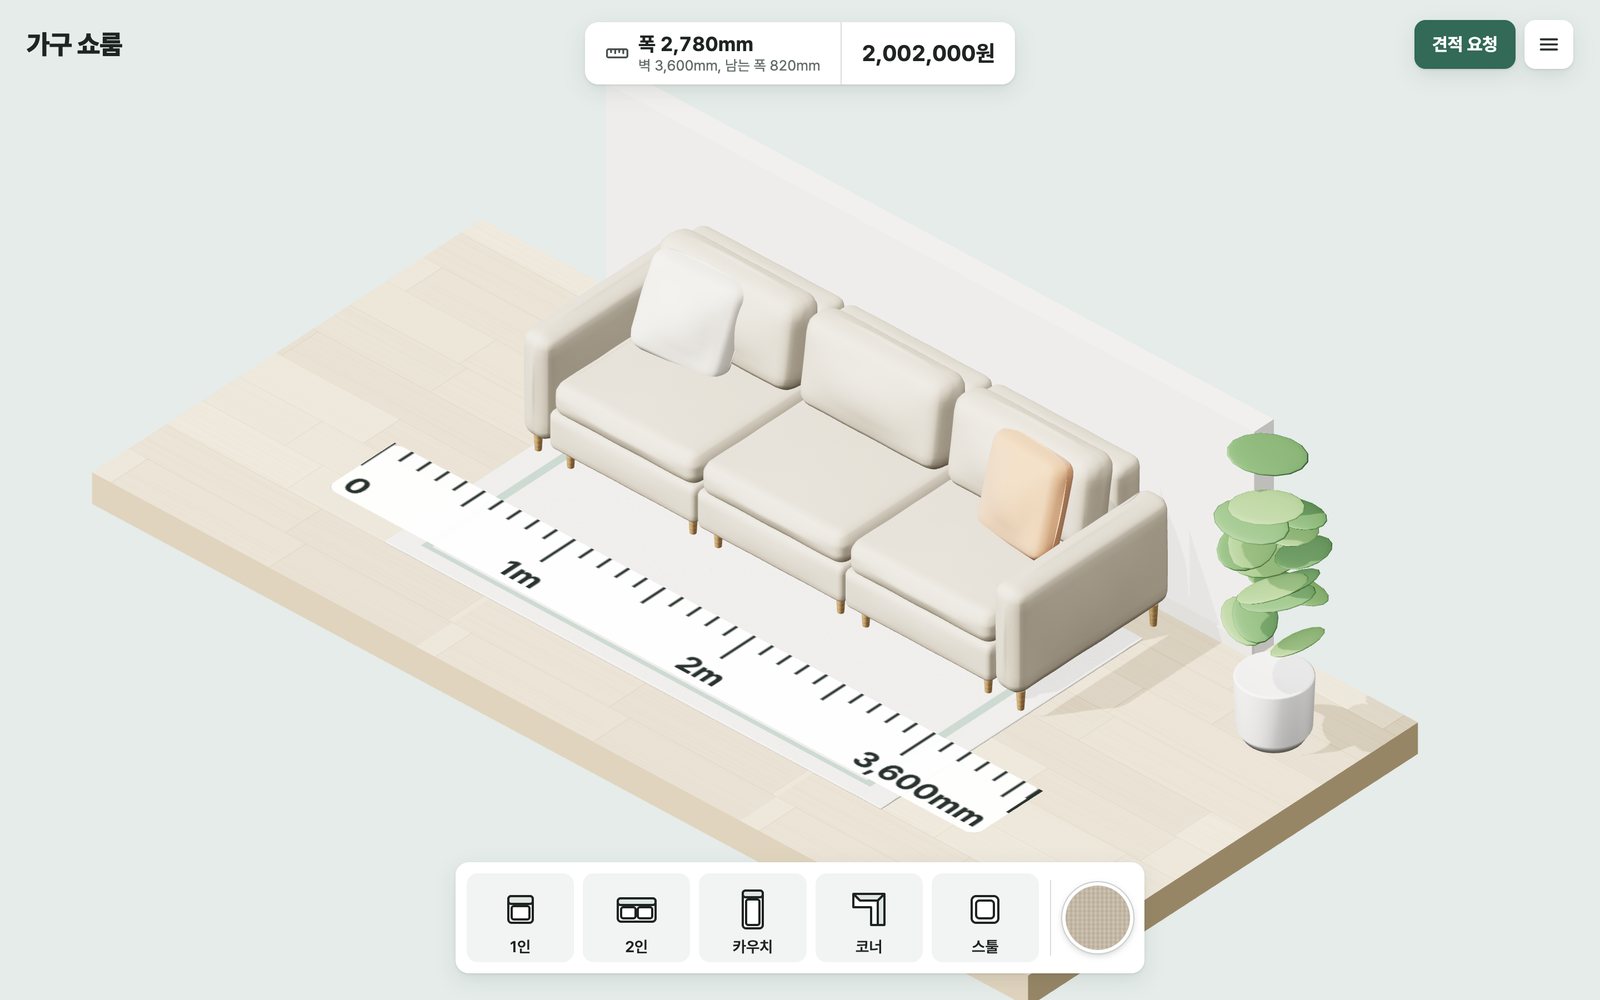 가구 쇼룸
폭 2,780mm
벽 3,600mm, 남는 폭 820mm
2,002,000원
견적 요청
0
1m
2m
3,600mm
1인
2인
카우치
코너
스툴